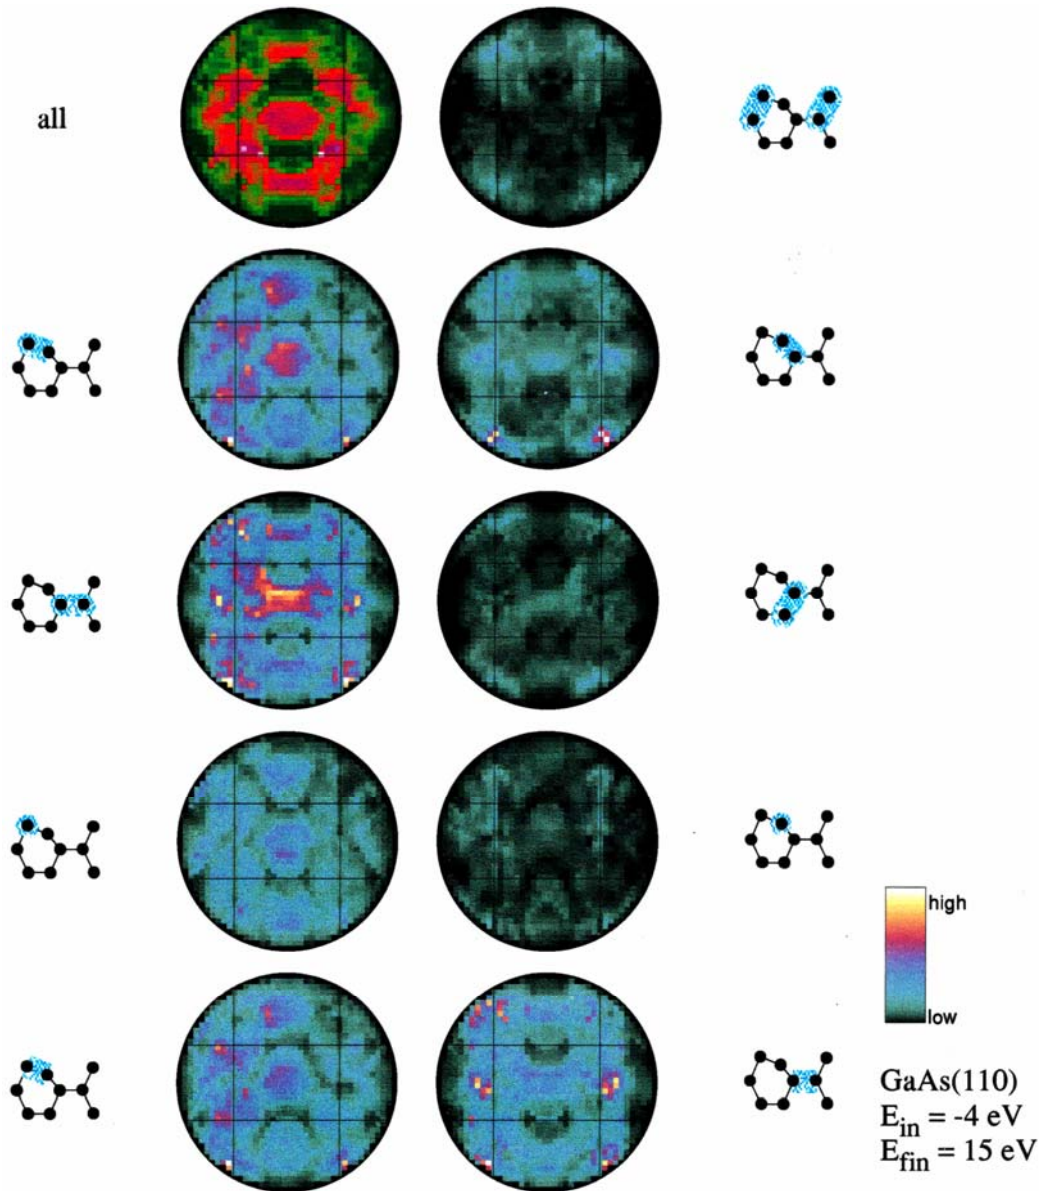 all
high
low
GaAs(110)
E_in = -4 eV
E_fin = 15 eV